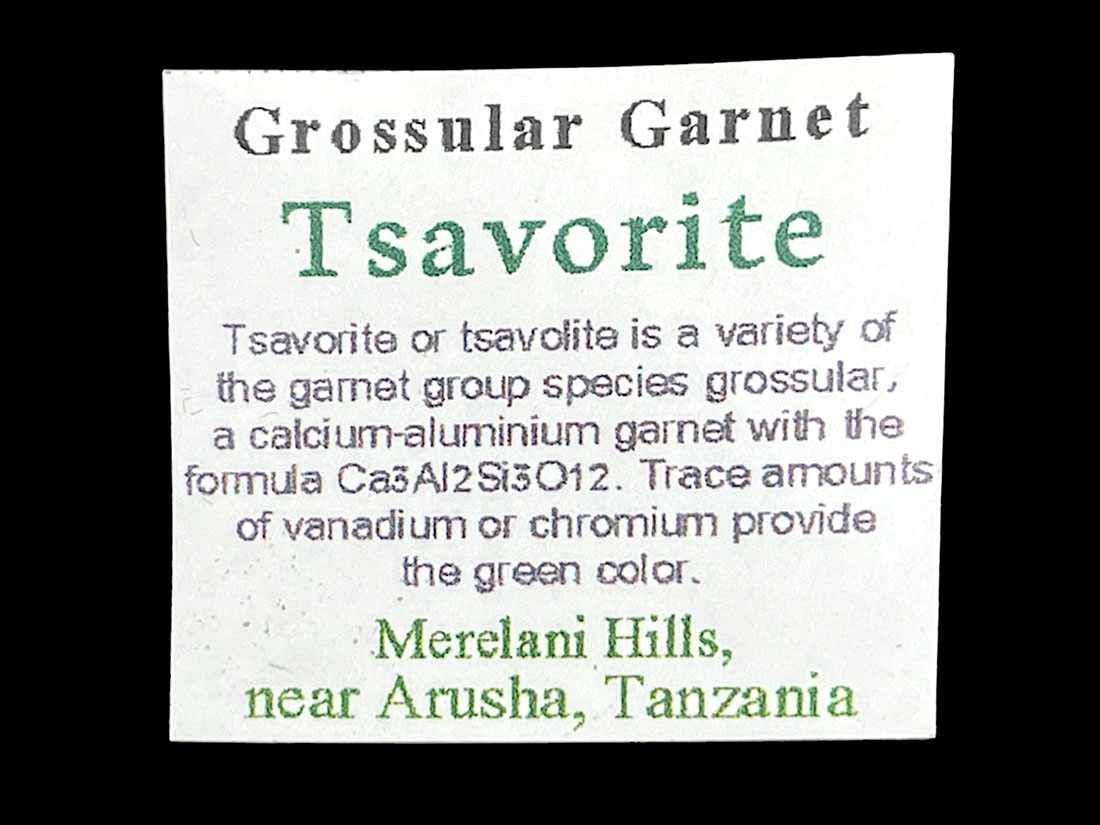 Grossular Garnet
Tsavorite
Tsavorite or tsavolite is a variety of
the garnet group species grossular,
a calcium-aluminium garnet with the
formula Ca3Al2Si3O12. Trace amounts
of vanadium or chromium provide
the green color.
Merelani Hills,
near Arusha, Tanzania